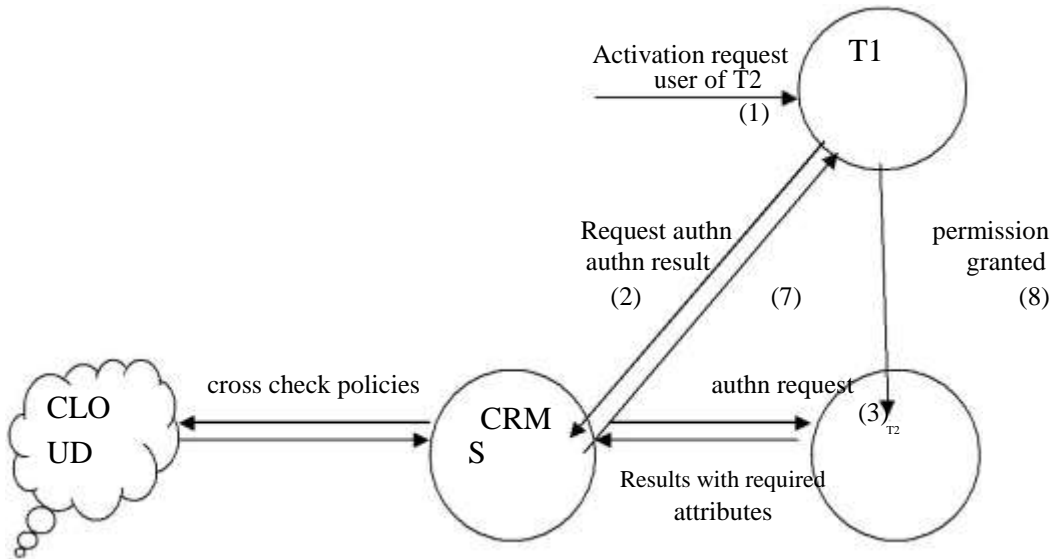 Activation request
user of T2
(1)
T1
Request authn
authn result
(2)
(7)
permission
granted
(8)
cross check policies
authn request
(3)
T2
CLO
UD
CRM
S
Results with required
attributes